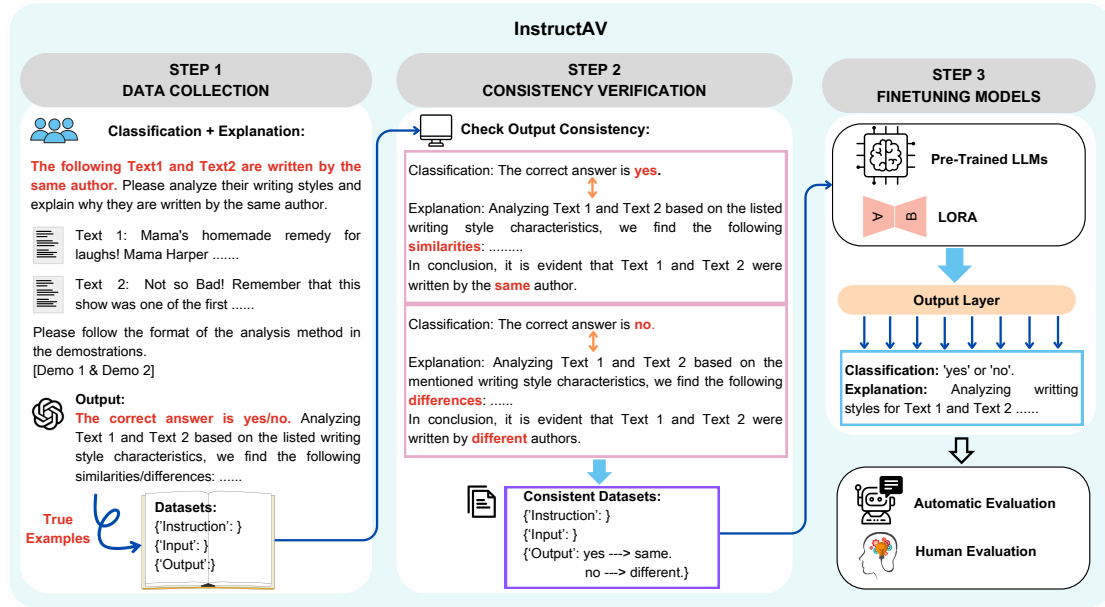 InstructAV
STEP 1
DATA COLLECTION
Classification + Explanation:
The following Text1 and Text2 are written by the
same author. Please analyze their writing styles and
explain why they are written by the same author.
Text 1: Mama's homemade remedy for
laughs! Mama Harper .......
Text 2: Not so Bad! Remember that this
show was one of the first ......
Please follow the format of the analysis method in
the demostrations.
[Demo 1 & Demo 2]
Output:
The correct answer is yes/no. Analyzing
Text 1 and Text 2 based on the listed writing
style characteristics, we find the following
similarities/differences: ......
True
Examples
Datasets:
{'Instruction': }
{'Input': }
{'Output':}
STEP 2
CONSISTENCY VERIFICATION
Check Output Consistency:
Classification: The correct answer is yes.
Explanation: Analyzing Text 1 and Text 2 based on the listed
writing style characteristics, we find the following
similarities: .........
In conclusion, it is evident that Text 1 and Text 2 were
written by the same author.
Classification: The correct answer is no.
Explanation: Analyzing Text 1 and Text 2 based on the
mentioned writing style characteristics, we find the following
differences: ......
In conclusion, it is evident that Text 1 and Text 2 were
written by different authors.
Consistent Datasets:
{'Instruction': }
{'Input': }
{'Output': yes ---> same.
no ---> different.}
STEP 3
FINETUNING MODELS
Pre-Trained LLMs
A B LORA
Output Layer
Classification: 'yes' or 'no'.
Explanation: Analyzing writting
styles for Text 1 and Text 2 ......
Automatic Evaluation
Human Evaluation